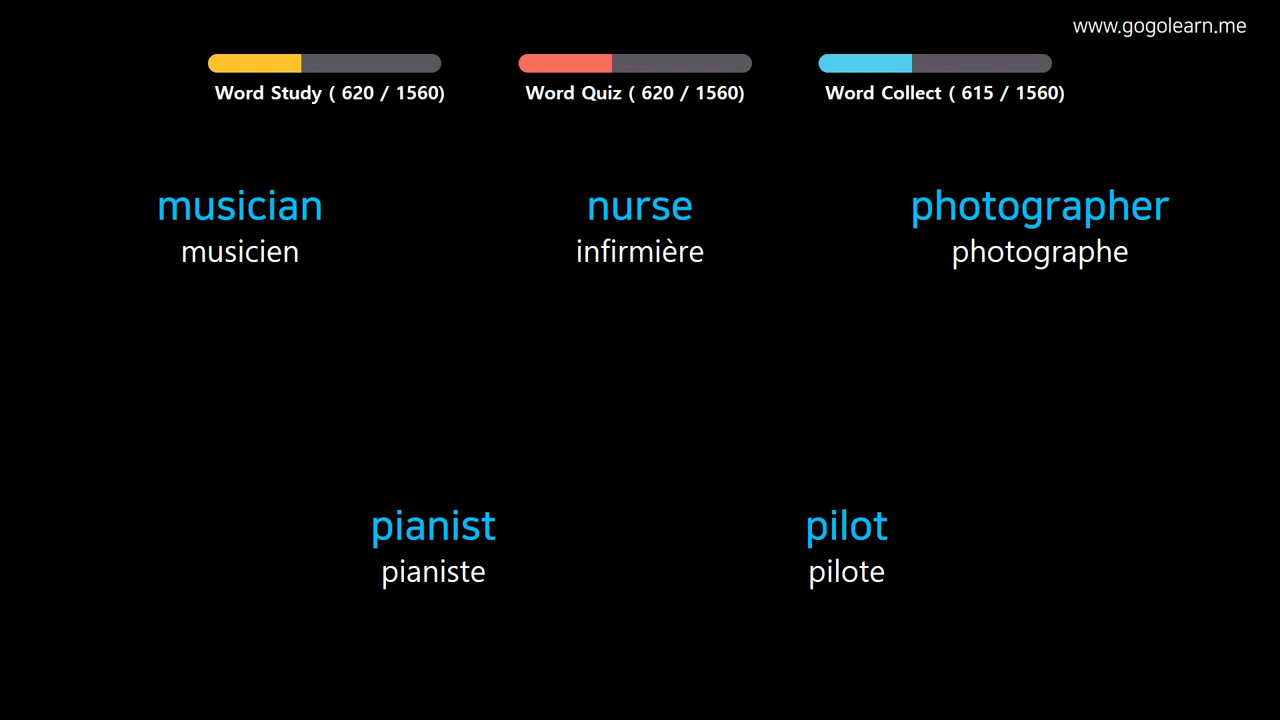 www.gogolearn.me
Word Study ( 620 / 1560)
Word Quiz ( 620 / 1560)
Word Collect ( 615 / 1560)
musician
musicien
nurse
infirmière
photographer
photographe
pianist
pianiste
pilot
pilote